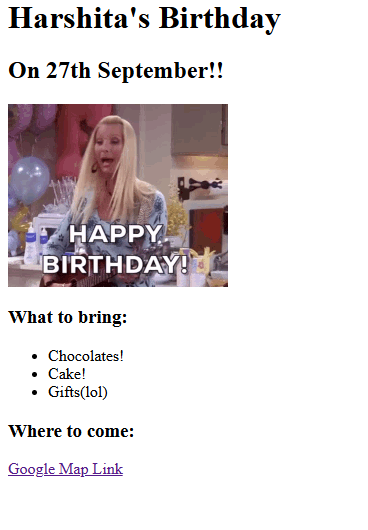 Harshita's Birthday
On 27th September!!
HAPPY
BIRTHDAY!
What to bring:
Chocolates!
Cake!
Gifts(lol)
Where to come:
Google Map Link